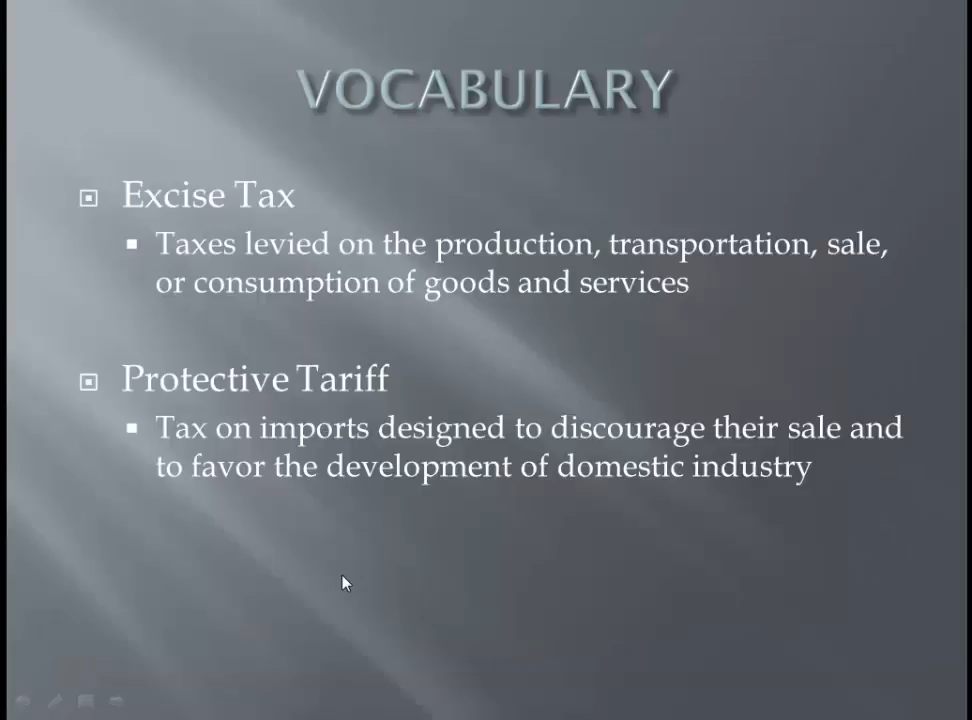 VOCABULARY
Excise Tax
Taxes levied on the production, transportation, sale,
or consumption of goods and services
Protective Tariff
Tax on imports designed to discourage their sale and
to favor the development of domestic industry